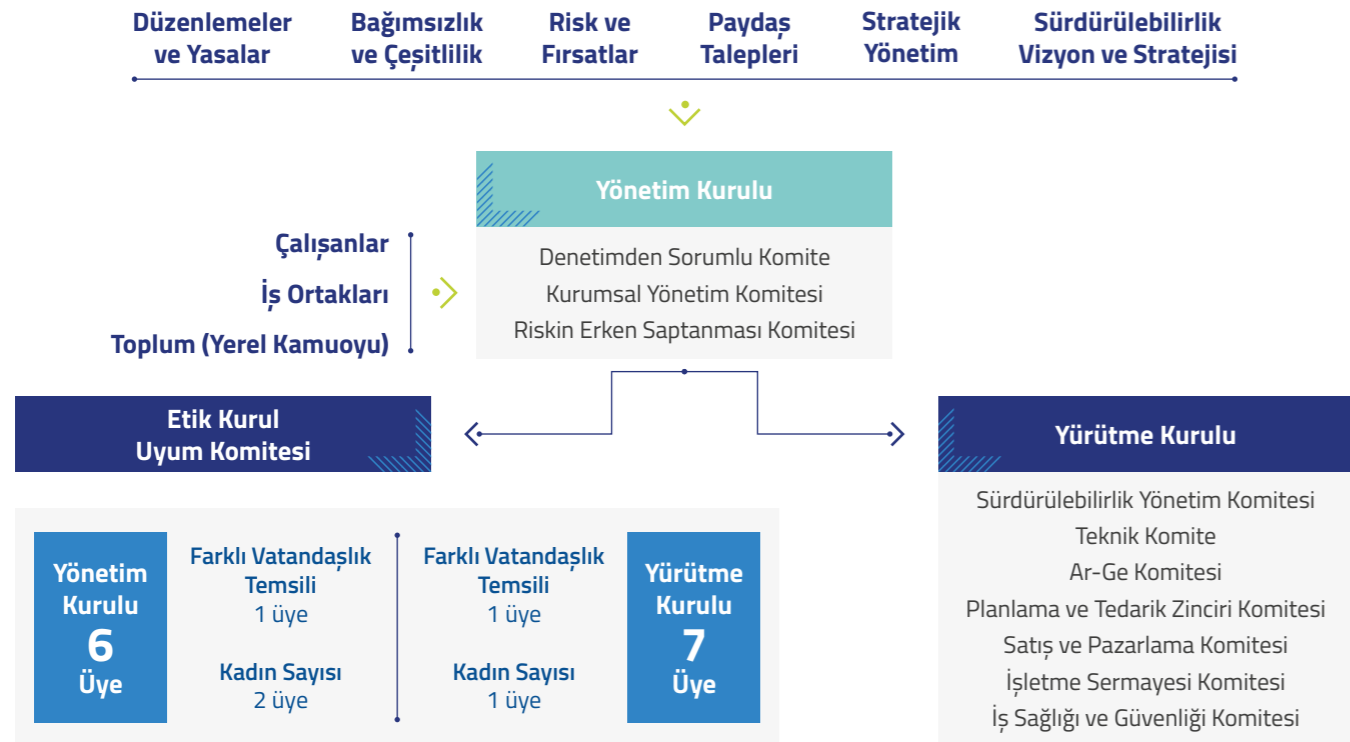 Düzenlemeler
ve Yasalar
Bağımsızlık
ve Çeşitlilik
Risk ve
Fırsatlar
Paydaş
Talepleri
Stratejik
Yönetim
Sürdürülebilirlik
Vizyon ve Stratejisi
Yönetim Kurulu
Denetimden Sorumlu Komite
Kurumsal Yönetim Komitesi
Riskin Erken Saptanması Komitesi
Çalışanlar
İş Ortakları
Toplum (Yerel Kamuoyu)
Etik Kurul
Uyum Komitesi
Yürütme Kurulu
Sürdürülebilirlik Yönetim Komitesi
Teknik Komite
Ar-Ge Komitesi
Planlama ve Tedarik Zinciri Komitesi
Satış ve Pazarlama Komitesi
İşletme Sermayesi Komitesi
İş Sağlığı ve Güvenliği Komitesi
Yönetim
Kurulu
6
Üye
Farklı Vatandaşlık
Temsili
1 üye
Kadın Sayısı
2 üye
Farklı Vatandaşlık
Temsili
1 üye
Kadın Sayısı
1 üye
Yürütme
Kurulu
7
Üye